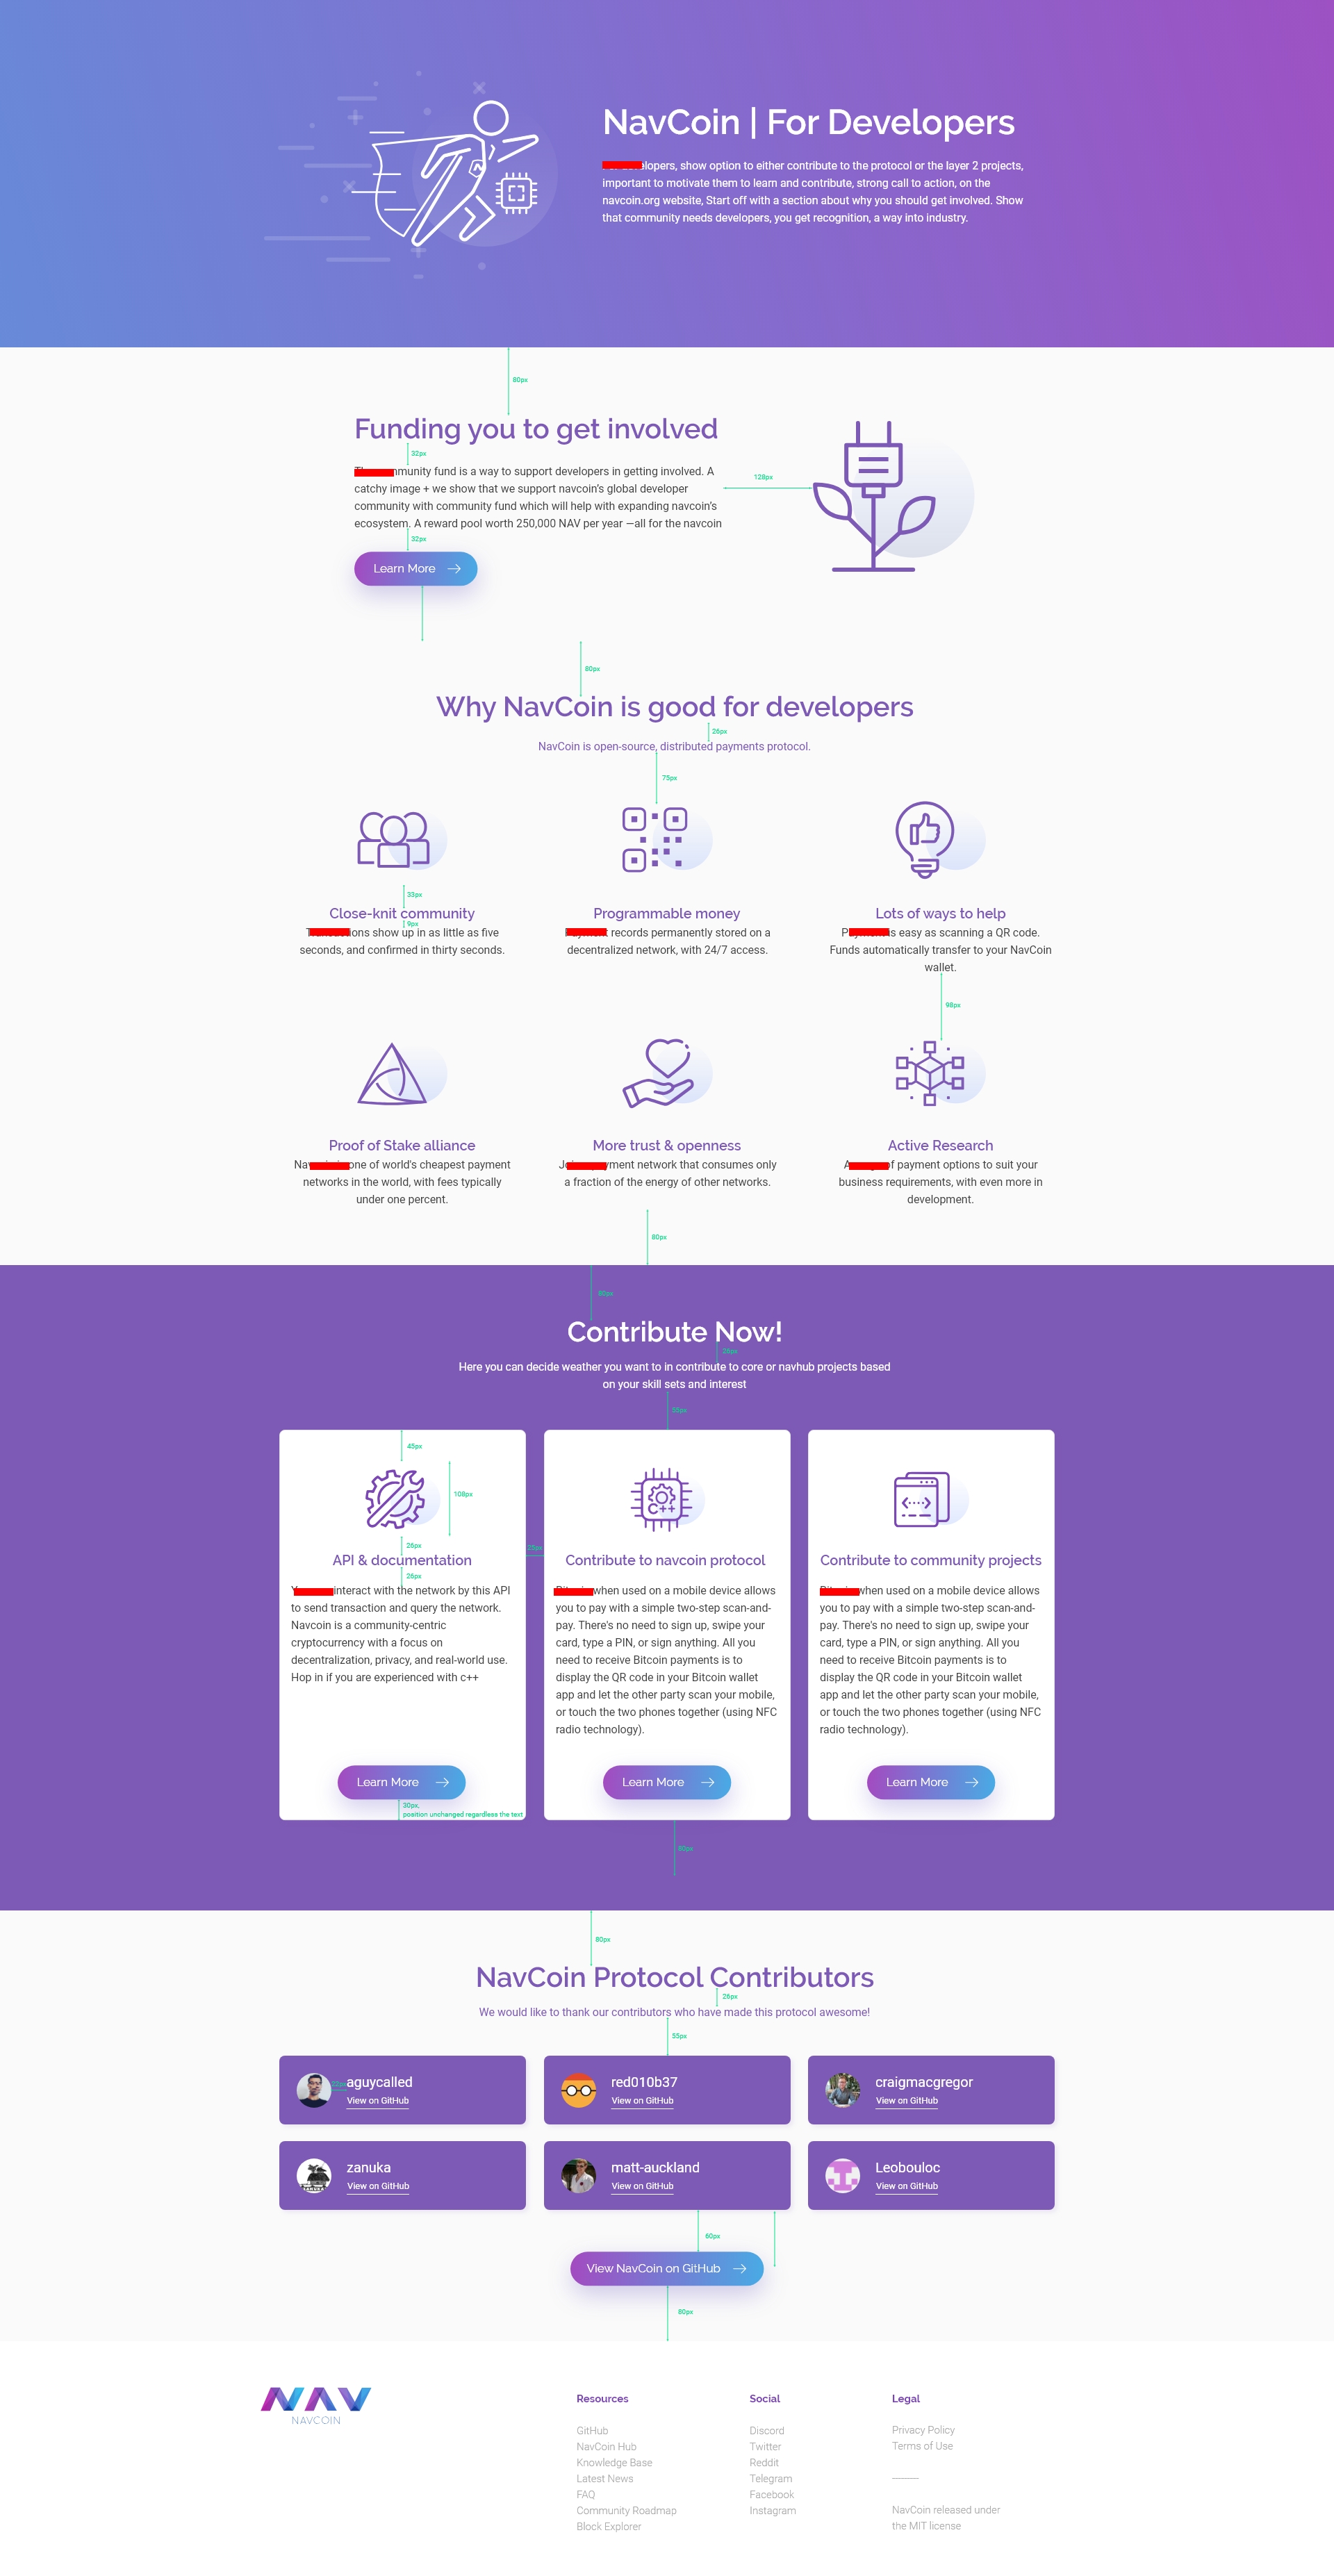 NavCoin | For Developers
elopers, show option to either contribute to the protocol or the layer 2 projects,
important to motivate them to learn and contribute, strong call to action, on the
navcoin.org website, Start off with a section about why you should get involved. Show
that community needs developers, you get recognition, a way into industry.
80px
Funding you to get involved
32px
munity fund is a way to support developers in getting involved. A
catchy image + we show that we support navcoin's global developer
community with community fund which will help with expanding navcoin's
ecosystem. A reward pool worth 250,000 NAV per year —all for the navcoin
128px
32px
Learn More
80px
Why NavCoin is good for developers
26px
NavCoin is open-source, distributed payments protocol.
75px
33px
Close-knit community
9px
ons show up in as little as five
seconds, and confirmed in thirty seconds.
Programmable money
records permanently stored on a
decentralized network, with 24/7 access.
Lots of ways to help
is easy as scanning a QR code.
Funds automatically transfer to your NavCoin
wallet.
98px
Proof of Stake alliance
one of world's cheapest payment
networks in the world, with fees typically
under one percent.
More trust & openness
yment network that consumes only
a fraction of the energy of other networks.
Active Research
of payment options to suit your
business requirements, with even more in
development.
80px
80px
Contribute Now!
26px
Here you can decide weather you want to in contribute to core or navhub projects based
on your skill sets and interest
55px
45px
108px
26px
API & documentation
26px
interact with the network by this API
to send transaction and query the network.
Navcoin is a community-centric
cryptocurrency with a focus on
decentralization, privacy, and real-world use.
Hop in if you are experienced with c++
Learn More
30px,
position unchanged regardless the text
25px
C++
Contribute to navcoin protocol
when used on a mobile device allows
you to pay with a simple two-step scan-and-
pay. There's no need to sign up, swipe your
card, type a PIN, or sign anything. All you
need to receive Bitcoin payments is to
display the QR code in your Bitcoin wallet
app and let the other party scan your mobile,
or touch the two phones together (using NFC
radio technology).
Learn More
Contribute to community projects
when used on a mobile device allows
you to pay with a simple two-step scan-and-
pay. There's no need to sign up, swipe your
card, type a PIN, or sign anything. All you
need to receive Bitcoin payments is to
display the QR code in your Bitcoin wallet
app and let the other party scan your mobile,
or touch the two phones together (using NFC
radio technology).
Learn More
80px
80px
NavCoin Protocol Contributors
26px
We would like to thank our contributors who have made this protocol awesome!
55px
22px
aguycalled
View on GitHub
red010b37
View on GitHub
craigmacgregor
View on GitHub
zanuka
View on GitHub
matt-auckland
View on GitHub
Leobouloc
View on GitHub
60px
View NavCoin on GitHub
80px
NAV
NAVCOIN
Resources
GitHub
NavCoin Hub
Knowledge Base
Latest News
FAQ
Community Roadmap
Block Explorer
Social
Discord
Twitter
Reddit
Telegram
Facebook
Instagram
Legal
Privacy Policy
Terms of Use
NavCoin released under
the MIT license